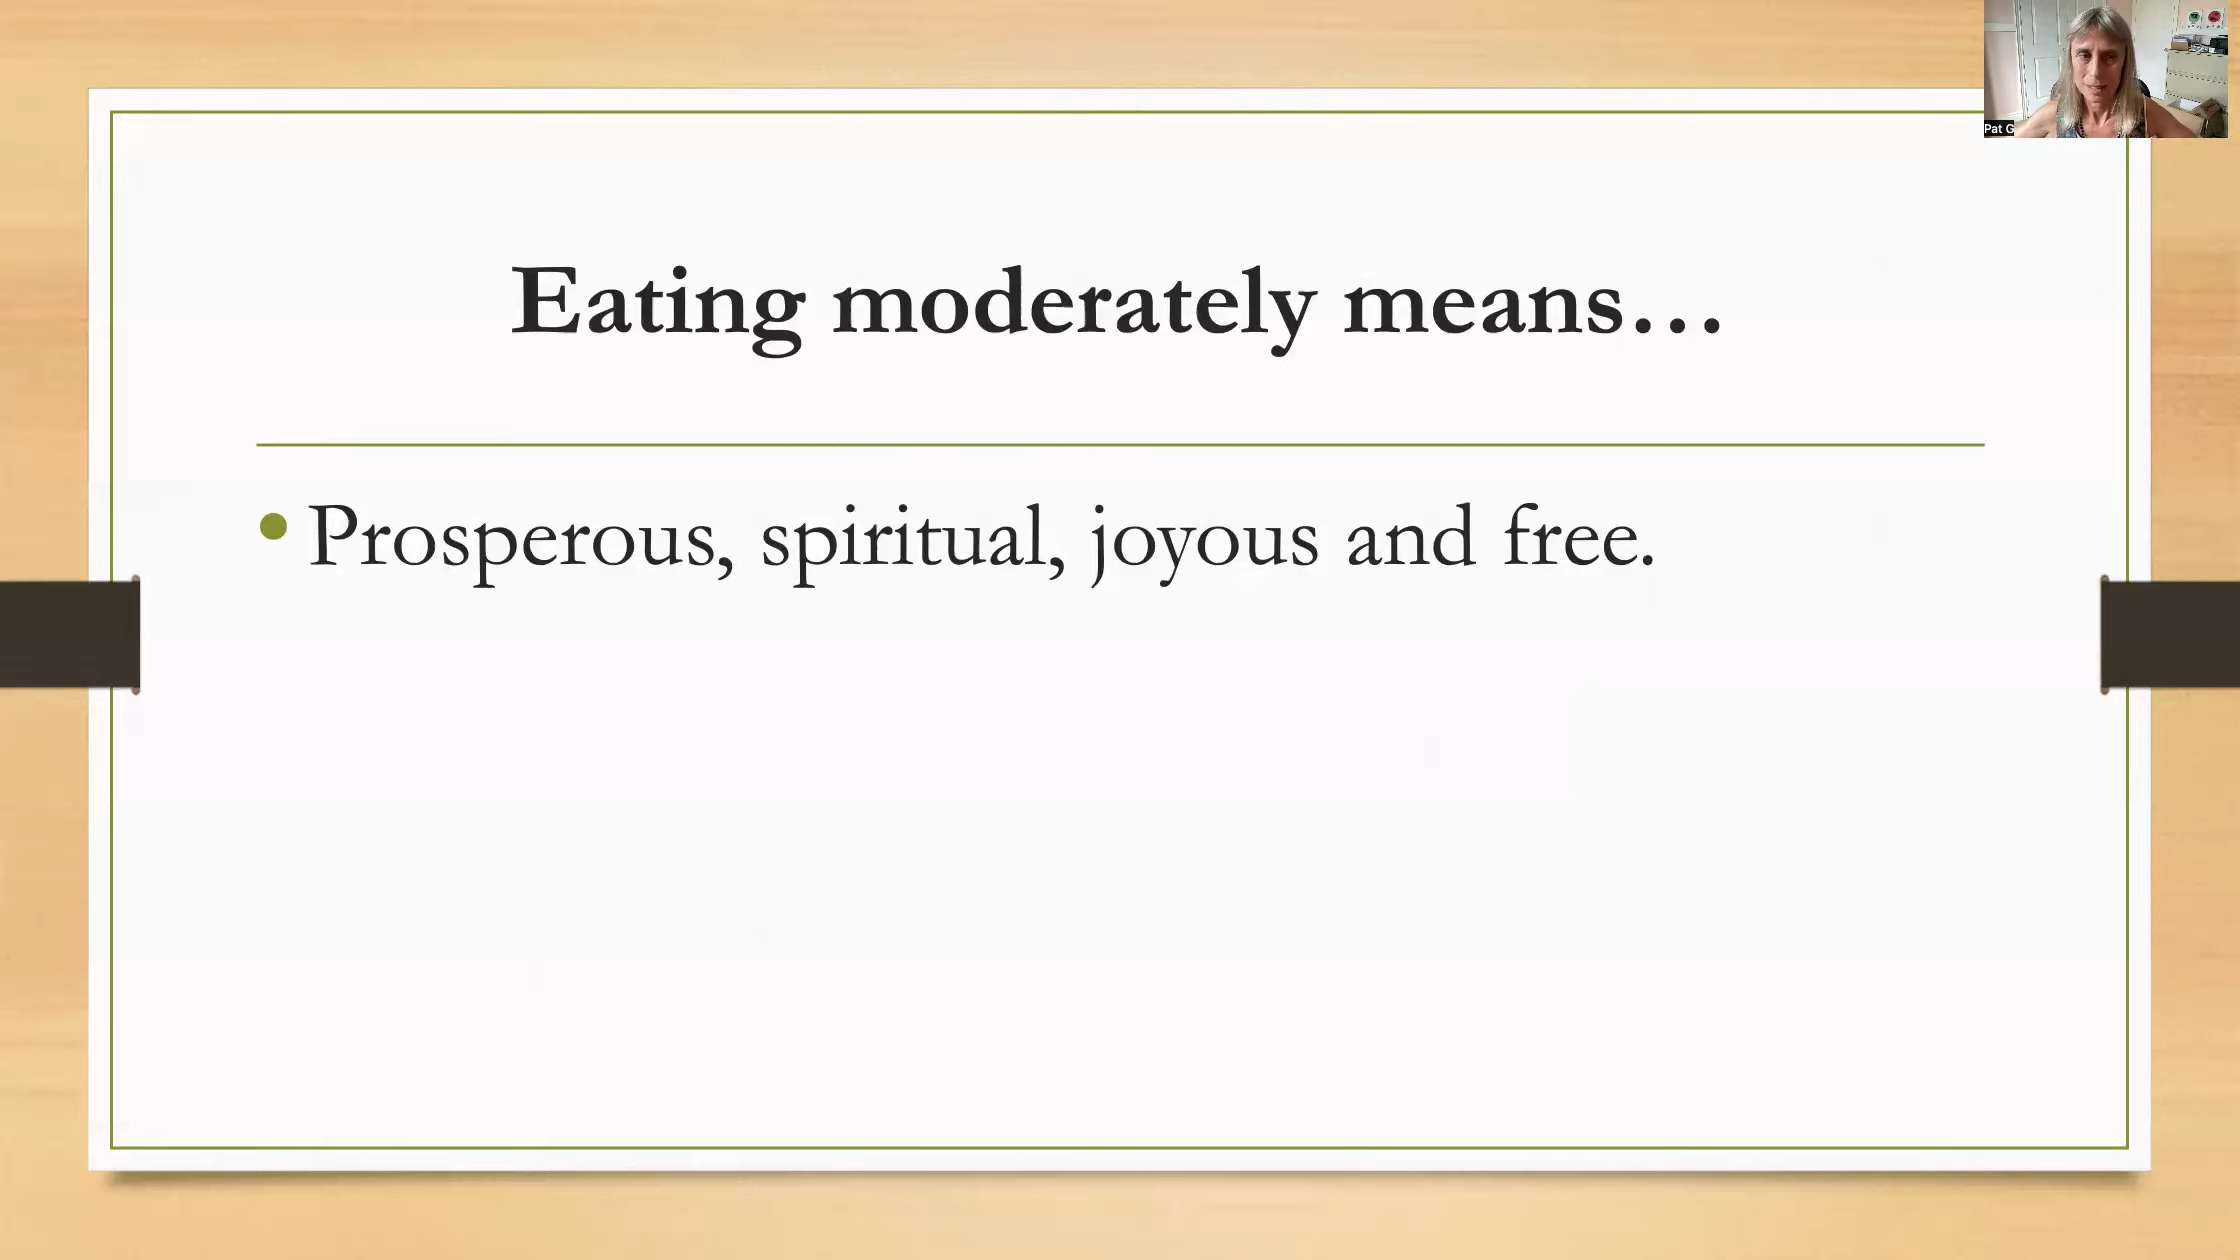 Eating moderately means…
• Prosperous, spiritual, joyous and free.
Pat G